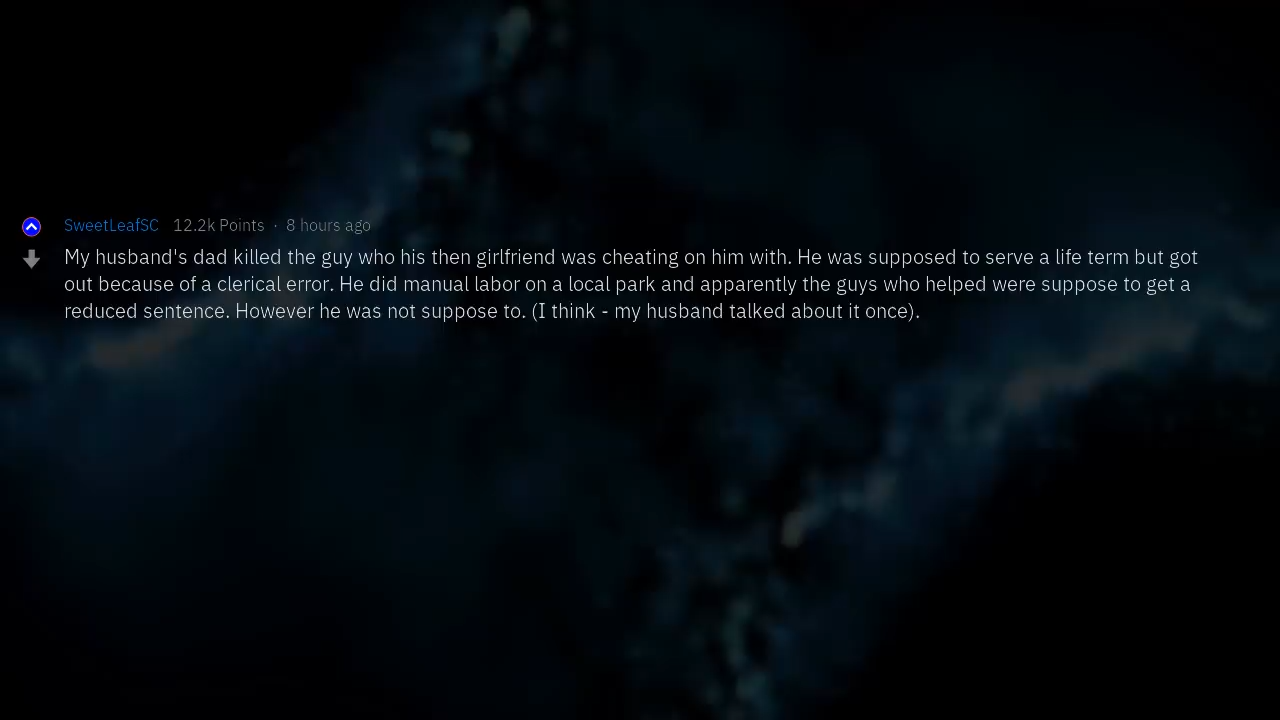 SweetLeafSC 12.2k Points · 8 hours ago
My husband's dad killed the guy who his then girlfriend was cheating on him with. He was supposed to serve a life term but got
out because of a clerical error. He did manual labor on a local park and apparently the guys who helped were suppose to get a
reduced sentence. However he was not suppose to. (I think - my husband talked about it once).